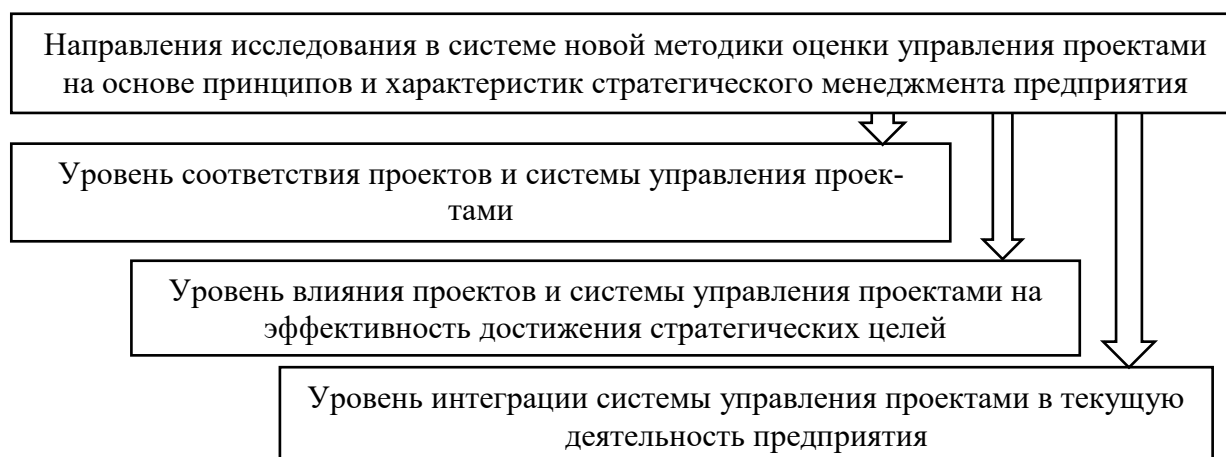 Направления исследования в системе новой методики оценки управления проектами
на основе принципов и характеристик стратегического менеджмента предприятия
Уровень соответствия проектов и системы управления проек-
тами
Уровень влияния проектов и системы управления проектами на
эффективность достижения стратегических целей
Уровень интеграции системы управления проектами в текущую
деятельность предприятия